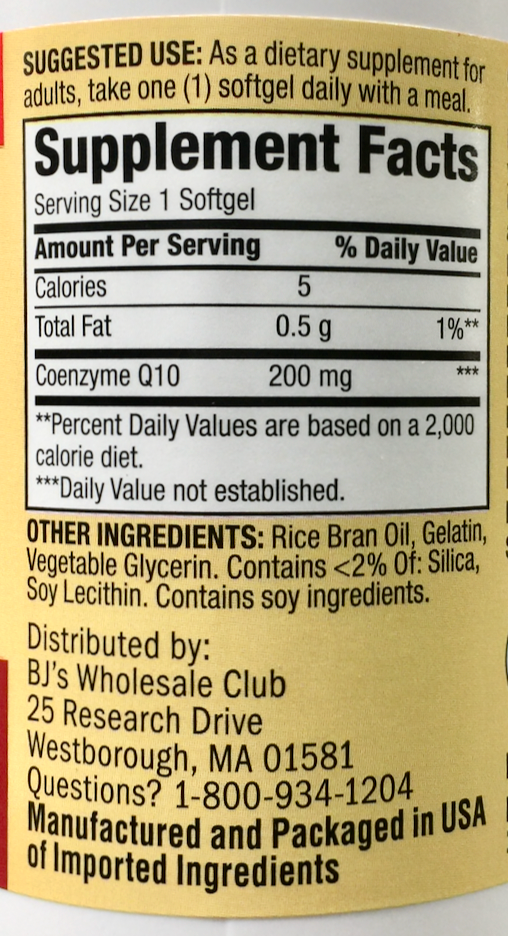 SUGGESTED USE: As a dietary supplement for
adults, take one (1) softgel daily with a meal.
Supplement Facts
Serving Size 1 Softgel
Amount Per Serving % Daily Value
Calories 5
Total Fat 0.5 g 1%**
Coenzyme Q10 200 mg ***
**Percent Daily Values are based on a 2,000
calorie diet.
***Daily Value not established.
OTHER INGREDIENTS: Rice Bran Oil, Gelatin,
Vegetable Glycerin. Contains <2% Of: Silica,
Soy Lecithin. Contains soy ingredients.
Distributed by:
BJ's Wholesale Club
25 Research Drive
Westborough, MA 01581
Questions? 1-800-934-1204
Manufactured and Packaged in USA
of Imported Ingredients